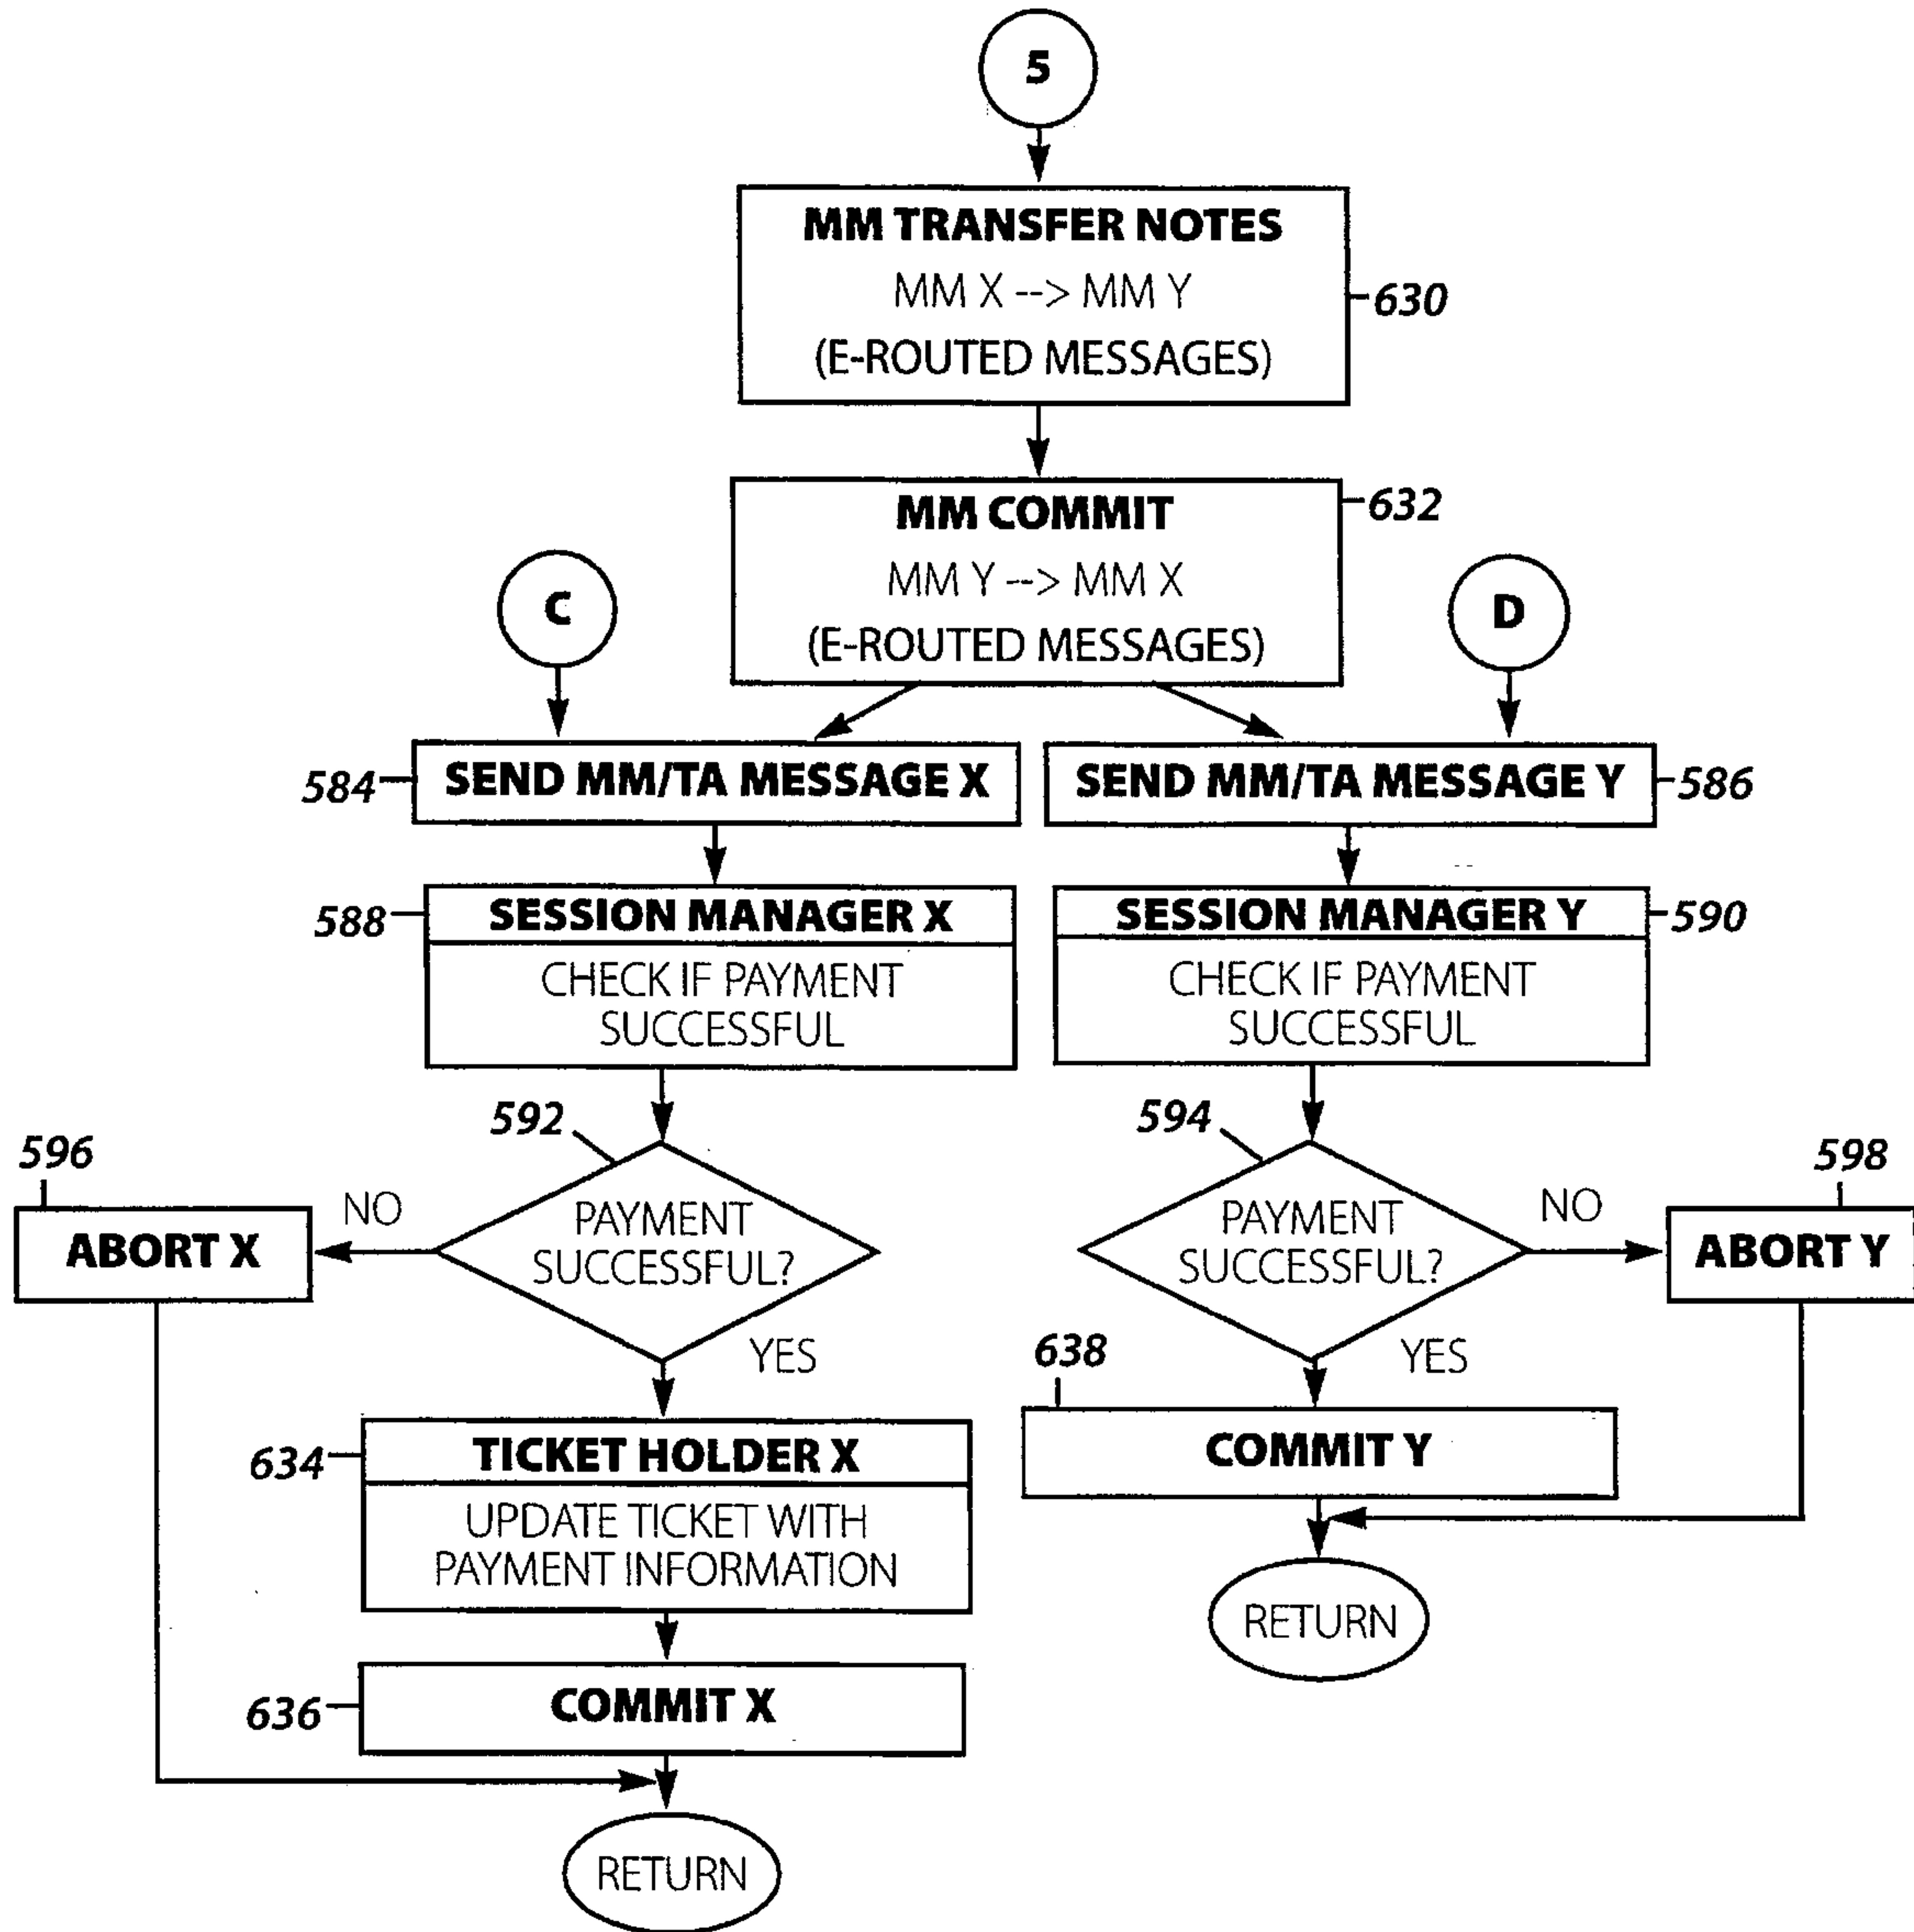 5
MM TRANSFER NOTES
MM X --> MM Y
(E-ROUTED MESSAGES)
630
MM COMMIT
MM Y --> MM X
(E-ROUTED MESSAGES)
632
C
D
584
SEND MM/TA MESSAGE X
SEND MM/TA MESSAGE Y
586
588
SESSION MANAGER X
CHECK IF PAYMENT
SUCCESSFUL
SESSION MANAGER Y
590
CHECK IF PAYMENT
SUCCESSFUL
592
594
596
598
ABORT X
NO
PAYMENT
SUCCESSFUL?
YES
PAYMENT
SUCCESSFUL?
NO
ABORT Y
YES
638
COMMIT Y
634
TICKET HOLDER X
UPDATE TICKET WITH
PAYMENT INFORMATION
RETURN
636
COMMIT X
RETURN